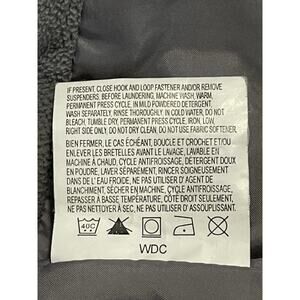 IF PRESENT, CLOSE HOOK AND LOOP FASTENER AND/OR REMOVE
SUSPENDERS, BEFORE LAUNDERING, MACHINE WASH, WARM,
PERMANENT PRESS CYCLE, IN MILD POWDERED DETERGENT,
WASH SEPARATELY, RINSE THOROUGHLY, IN COLD WATER, DO NOT
BLEACH, TUMBLE DRY, PERMANENT PRESS CYCLE, IRON, LOW,
RIGHT SIDE ONLY, DO NOT DRY CLEAN, DO NOT USE FABRIC SOFTENER.
BIEN FERMER, LE CAS ÉCHÉANT, BOUCLE ET CROCHET ET/OU
EN LEVER LES BRETELLES AVANT LE LAVAGE, LAVABLE
MACHINE A CHAUD, CYCLE ANTIFROISSAGE, DÉTERGENT DOUX
EN POUDRE, LAVER SÉPARÉMENT, RINCER SOIGNEUSEMENT
DANS DE L' EAU FROIDE, NE PAS UTILISER D'AGENT DE
BLANCHIMENT, SÉCHER EN MACHINE, CYCLE ANTIFROISSAGE,
REPASSER A BASSE TEMPÉRATURE, CÔTÉ DROIT SEULEMENT,
NE PAS NETTOYER A SEC, NE PAS UTILISER D' ASSOUPLISSANT.
40C
WDC